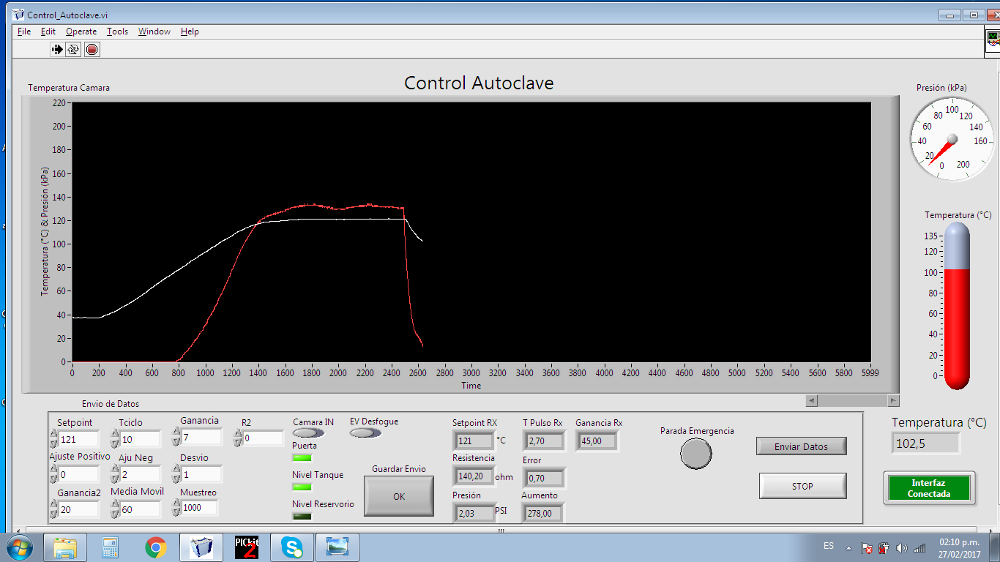 Control_Autoclave.vi
File Edit Operate Tools Window Help
Control Autoclave
Temperatura Camara
Temperatura (°C) & Presión (kPa)
220
200
180
160
140
120
100
80
60
40
20
0
0 200 400 600 800 1000 1200 1400 1600 1800 2000 2200 2400 2600 2800 3000 3200 3400 3600 3800 4000 4200 4400 4600 4800 5000 5200 5400 5600 5800 5999
Time
Presión (kPa)
0 20 40 60 80 100 120 140 160 200
Temperatura (°C)
135
120
100
80
60
40
20
0
Temperatura (°C)
102,5
Interfaz
Conectada
Envio de Datos
Setpoint Tciclo Ganancia R2
121 10 7 0
Ajuste Positivo Aju Neg Desvio
0 2 1
Ganancia2 Media Movil Muestreo
20 60 1000
Camara IN EV Desfogue
Puerta
Nivel Tanque
Nivel Reservorio
Guardar Envio
OK
Setpoint RX T Pulso Rx Ganancia Rx
121 °C 2,70 45,00
Resistencia Error
140,20 ohm 0,70
Presión Aumento
2,03 PSI 278,00
Parada Emergencia
Enviar Datos
STOP
PICkit
2
ES
02:10 p.m.
27/02/2017